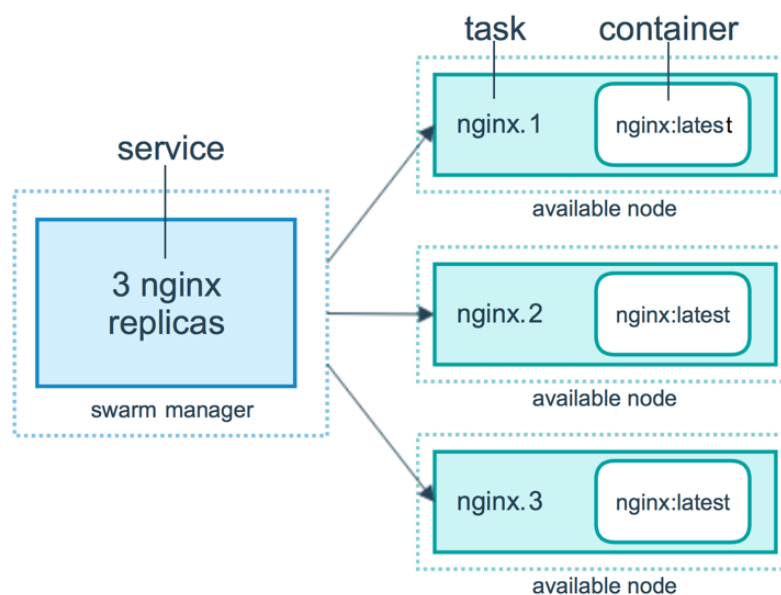 task
container
nginx.1
nginx:latest
available node
service
3 nginx
replicas
swarm manager
nginx.2
nginx:latest
available node
nginx.3
nginx:latest
available node